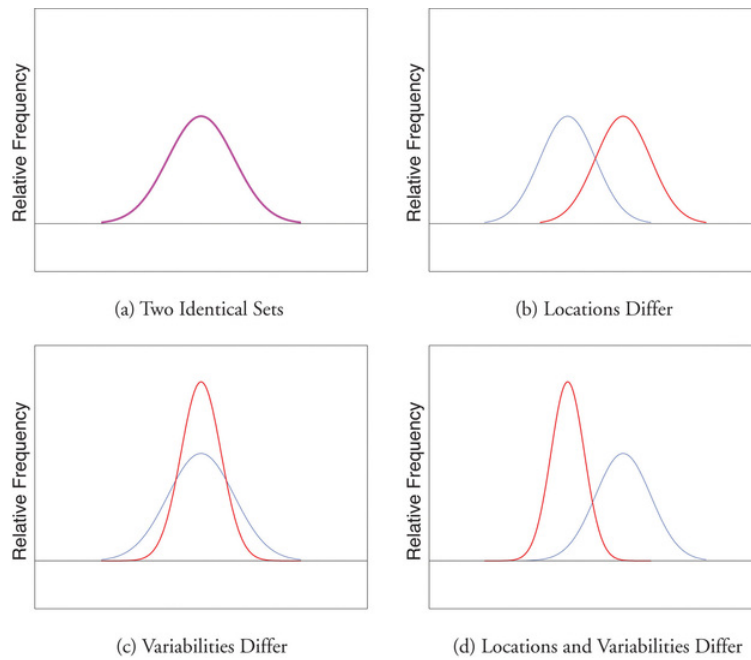 Relative Frequency
Relative Frequency
(a) Two Identical Sets
(b) Locations Differ
Relative Frequency
Relative Frequency
(c) Variabilities Differ
(d) Locations and Variabilities Differ